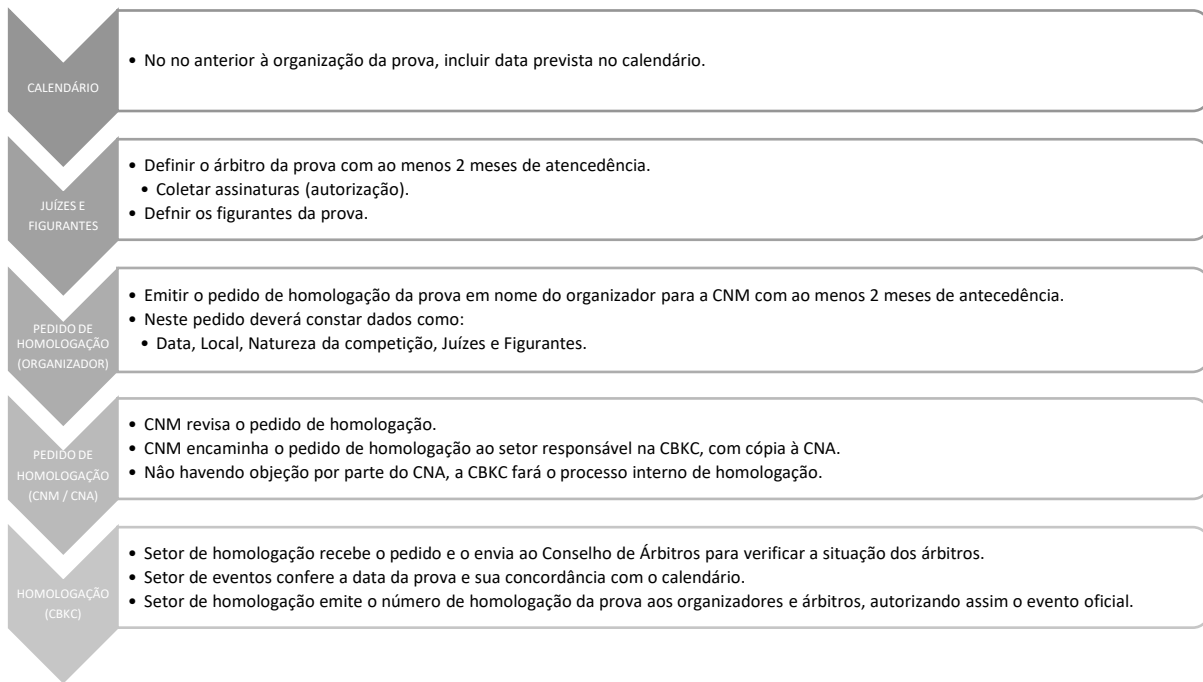 CALENDÁRIO
• No no anterior à organização da prova, incluir data prevista no calendário.
JUÍZES E
FIGURANTES
• Definir o árbitro da prova com ao menos 2 meses de atencedência.
• Coletar assinaturas (autorização).
• Defnir os figurantes da prova.
PEDIDO DE
HOMOLOGAÇÃO
(ORGANIZADOR)
• Emitir o pedido de homologação da prova em nome do organizador para a CNM com ao menos 2 meses de antecedência.
• Neste pedido deverá constar dados como:
• Data, Local, Natureza da competição, Juízes e Figurantes.
PEDIDO DE
HOMOLOGAÇÃO
(CNM / CNA)
• CNM revisa o pedido de homologação.
• CNM encaminha o pedido de homologação ao setor responsável na CBKC, com cópia à CNA.
• Nâo havendo objeção por parte do CNA, a CBKC fará o processo interno de homologação.
HOMOLOGAÇÃO
(CBKC)
• Setor de homologação recebe o pedido e o envia ao Conselho de Árbitros para verificar a situação dos árbitros.
• Setor de eventos confere a data da prova e sua concordância com o calendário.
• Setor de homologação emite o número de homologação da prova aos organizadores e árbitros, autorizando assim o evento oficial.